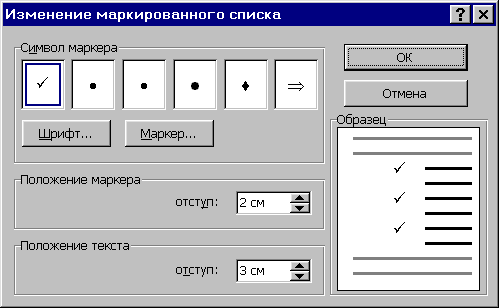 Изменение маркированного списка
Символ маркера
Шрифт...
Маркер...
Положение маркера
отступ: 2 см
Положение текста
отступ: 3 см
OK
Отмена
Образец